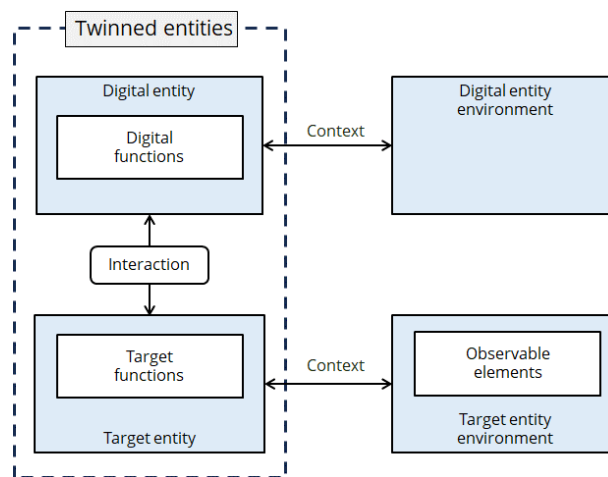 Twinned entities
Digital entity
Digital
functions
Context
Digital entity
environment
Interaction
Target
functions
Target entity
Context
Observable
elements
Target entity
environment